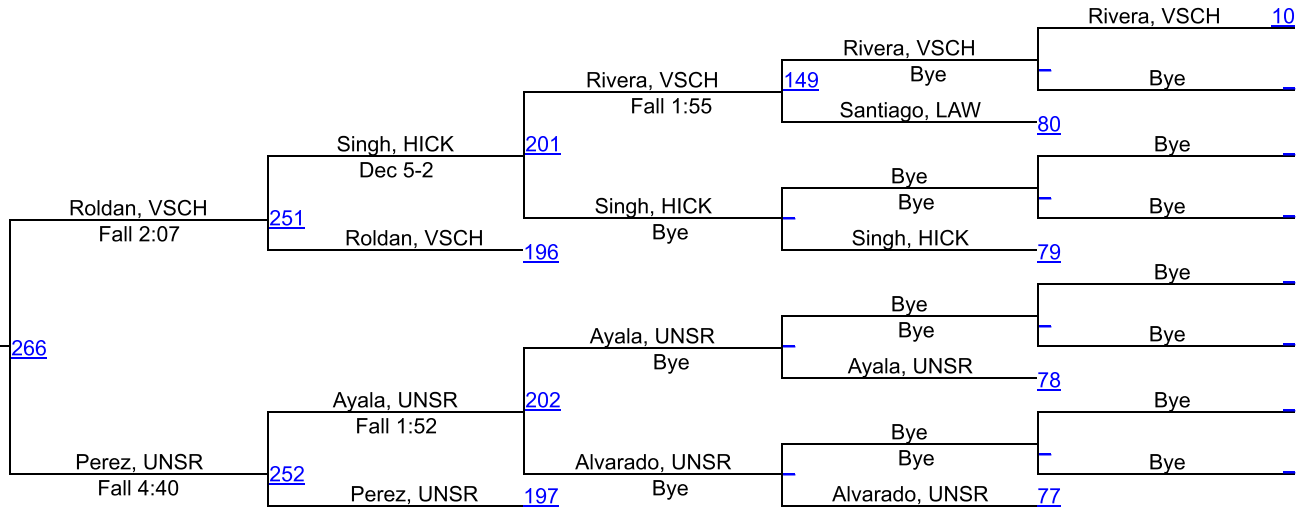 Rivera, VSCH 10
Rivera, VSCH
Bye
Bye
Rivera, VSCH
149
Fall 1:55
Santiago, LAW
80
Singh, HICK
201
Bye
Dec 5-2
Bye
Bye
Roldan, VSCH
Singh, HICK
Bye
251
Fall 2:07
Bye
Roldan, VSCH
196
Singh, HICK
79
Bye
Bye
Ayala, UNSR
Bye
Bye
266
Bye
Ayala, UNSR
78
Ayala, UNSR
202
Bye
Fall 1:52
Bye
Perez, UNSR
Alvarado, UNSR
Bye
Bye
252
Fall 4:40
Bye
Perez, UNSR
197
Alvarado, UNSR
77